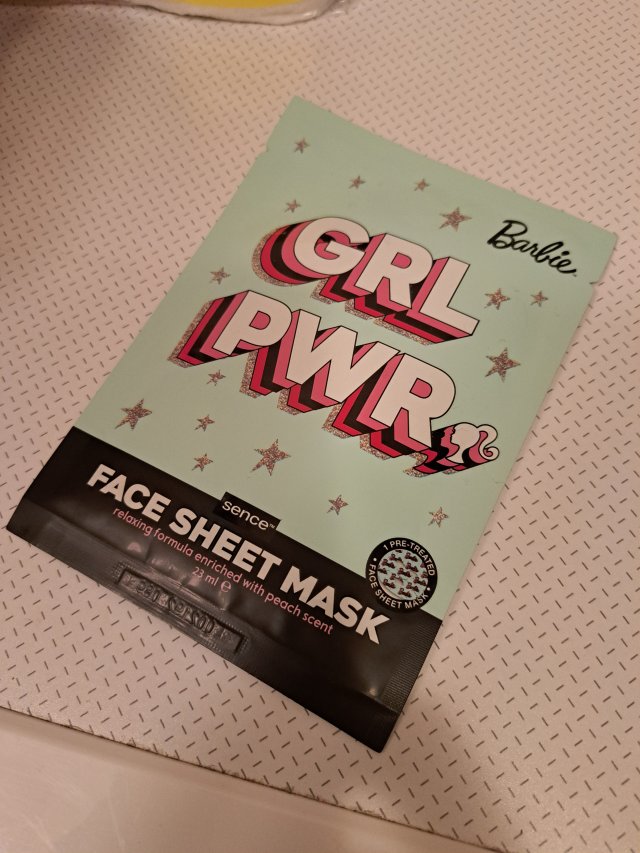 Barbie
GRL
PWR
sence™
FACE SHEET MASK
relaxing formula enriched with peach scent
23 ml ℮
1 PRE-TREATED
• FACE SHEET MASK •